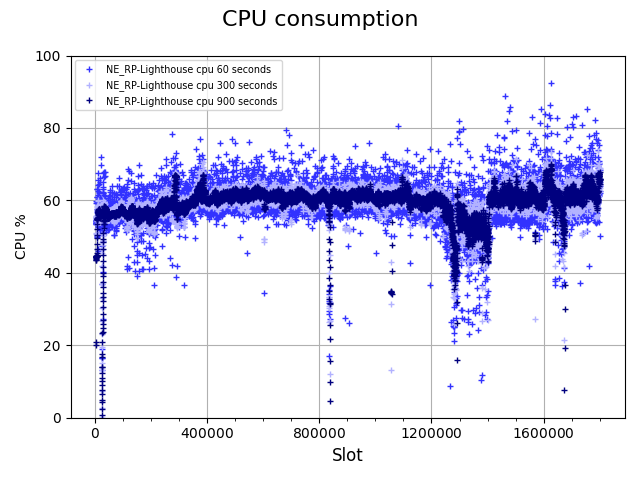 CPU consumption
100
80
60
40
20
0
CPU %
NE_RP-Lighthouse cpu 60 seconds
NE_RP-Lighthouse cpu 300 seconds
NE_RP-Lighthouse cpu 900 seconds
0 400000 800000 1200000 1600000
Slot